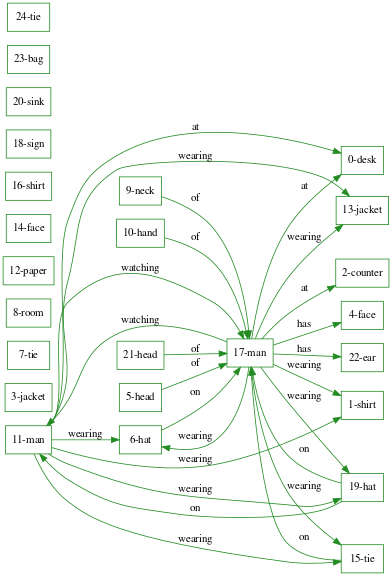 24-tie
23-bag
20-sink
18-sign
16-shirt
14-face
12-paper
8-room
7-tie
3-jacket
11-man
9-neck
10-hand
21-head
5-head
6-hat
17-man
0-desk
13-jacket
2-counter
4-face
22-ear
1-shirt
19-hat
15-tie
at
wearing
of
of
watching
watching
of
of
on
wearing
wearing
wearing
wearing
on
wearing
at
wearing
at
has
has
wearing
wearing
on
wearing
on